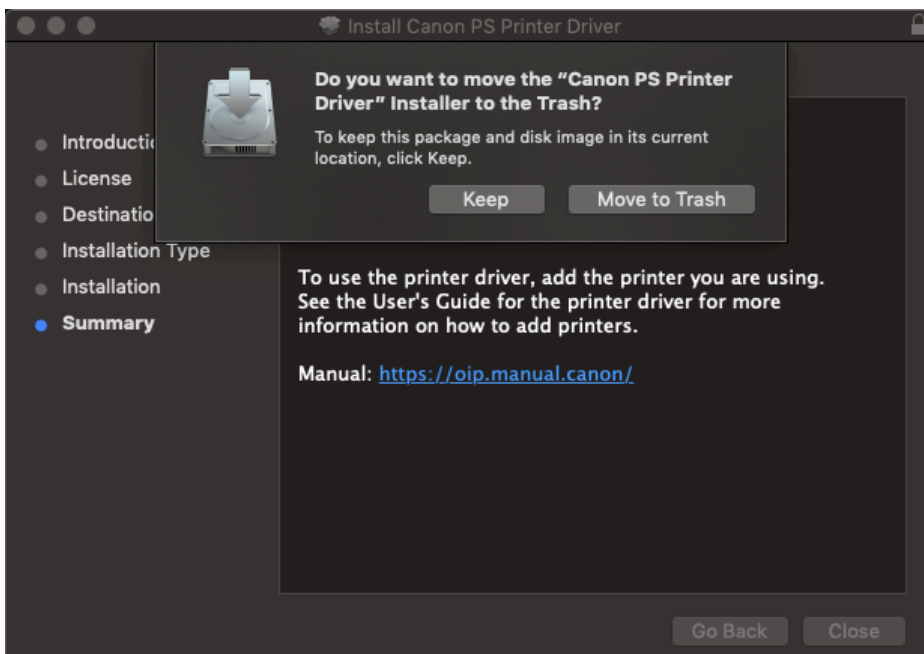 Install Canon PS Printer Driver
Do you want to move the “Canon PS Printer
Driver” Installer to the Trash?
To keep this package and disk image in its current
location, click Keep.
Keep
Move to Trash
Introductio
License
Destinatio
Installation Type
Installation
Summary
To use the printer driver, add the printer you are using.
See the User's Guide for the printer driver for more
information on how to add printers.
Manual: https://oip.manual.canon/
Go Back
Close